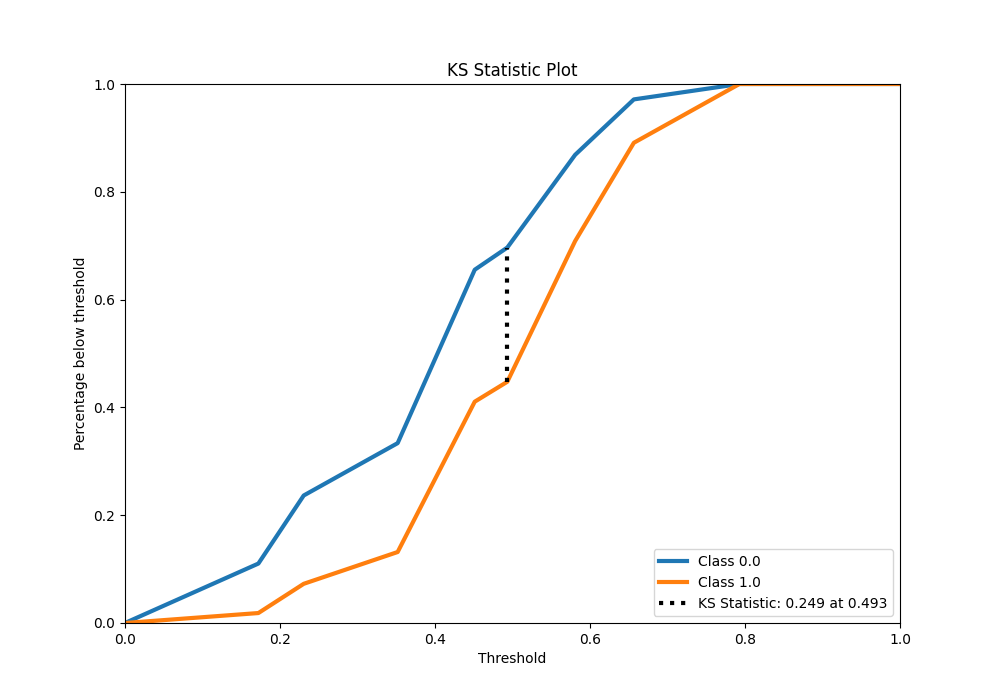 KS Statistic Plot
1.0
0.8
0.6
0.4
0.2
0.0
Percentage below threshold
0.0 0.2 0.4 0.6 0.8 1.0
Threshold
Class 0.0
Class 1.0
KS Statistic: 0.249 at 0.493